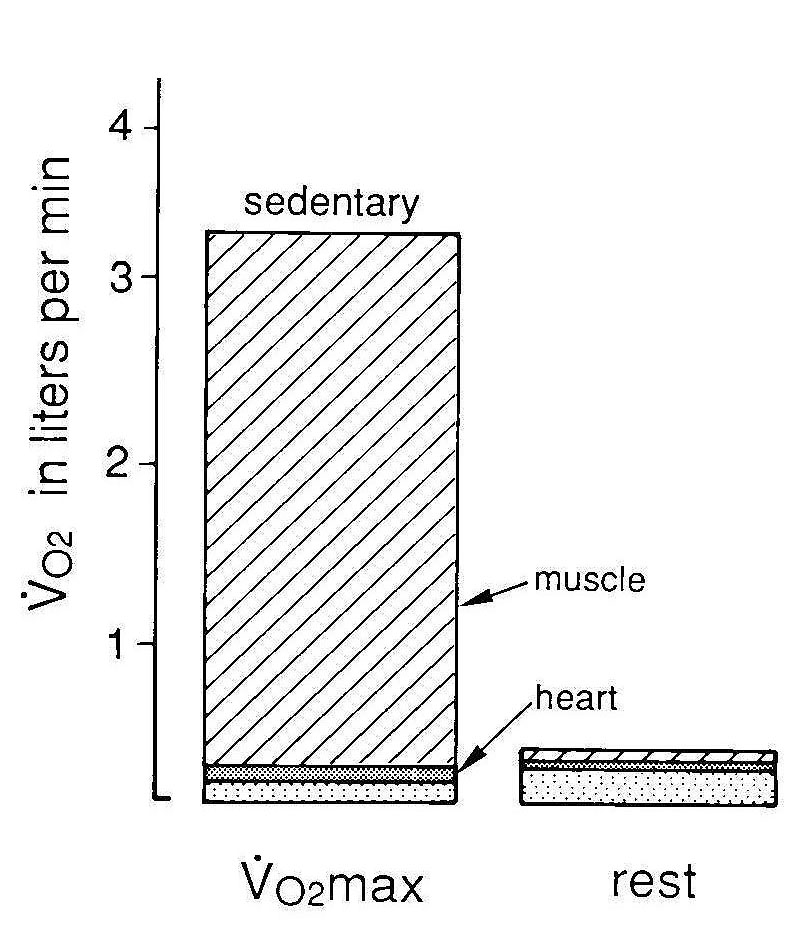 V̇O2 in liters per min
4
3
2
1
sedentary
muscle
heart
V̇O2max
rest